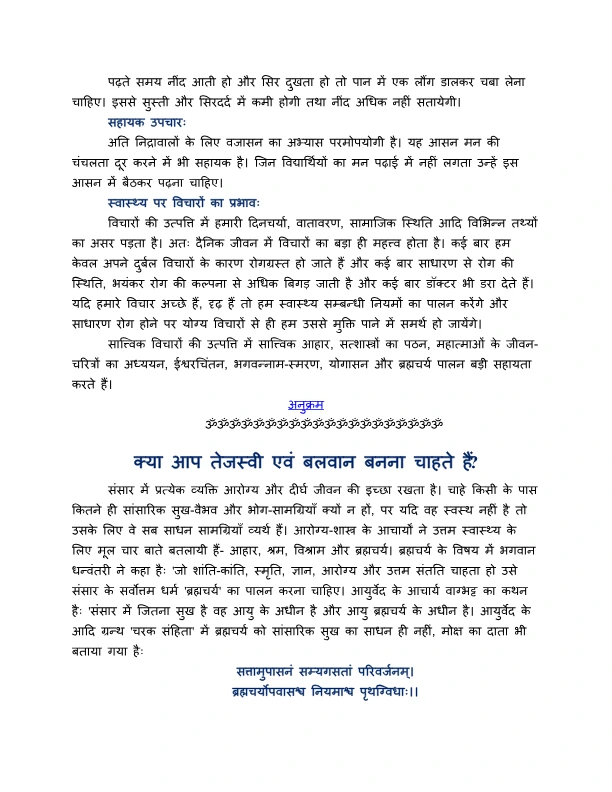 पढ़ते समय नींद आती हो और सिर दुखता हो तो पान में एक लौंग डालकर चबा लेना
चाहिए। इससे सुस्ती और सिरदर्द में कमी होगी तथा नींद अधिक नहीं सतायेगी।
सहायक उपचारः
अति निद्रावालों के लिए वजासन का अभ्यास परमोपयोगी है। यह आसन मन की
चंचलता दूर करने में भी सहायक है। जिन विद्यार्थियों का मन पढ़ाई में नहीं लगता उन्हें इस
आसन में बैठकर पढ़ना चाहिए।
स्वास्थ्य पर विचारों का प्रभावः
विचारों की उत्पत्ति में हमारी दिनचर्या, वातावरण, सामाजिक स्थिति आदि विभिन्न तथ्यों
का असर पड़ता है। अतः दैनिक जीवन में विचारों का बड़ा ही महत्त्व होता है। कई बार हम
केवल अपने दुर्बल विचारों के कारण रोगग्रस्त हो जाते हैं और कई बार साधारण से रोग की
स्थिति, भयंकर रोग की कल्पना से अधिक बिगड़ जाती है और कई बार डॉक्टर भी डरा देते हैं।
यदि हमारे विचार अच्छे हैं, दृढ़ हैं तो हम स्वास्थ्य सम्बन्धी नियमों का पालन करेंगे और
साधारण रोग होने पर योग्य विचारों से ही हम उससे मुक्ति पाने में समर्थ हो जायेंगे।
सात्त्विक विचारों की उत्पत्ति में सात्त्विक आहार, सत्शास्त्रों का पठन, महात्माओं के जीवन-
चरित्रों का अध्ययन, ईश्वरचिंतन, भगवन्नाम-स्मरण, योगासन और ब्रह्मचर्य पालन बड़ी सहायता
करते हैं।
अनुक्रम
ॐॐॐॐॐॐॐॐॐॐॐॐॐॐॐॐॐॐॐॐ
क्या आप तेजस्वी एवं बलवान बनना चाहते हैं?
संसार में प्रत्येक व्यक्ति आरोग्य और दीर्घ जीवन की इच्छा रखता है। चाहे किसी के पास
कितने ही सांसारिक सुख-वैभव और भोग-सामग्रियाँ क्यों न हों, पर यदि वह स्वस्थ नहीं है तो
उसके लिए वे सब साधन सामग्रियाँ व्यर्थ हैं। आरोग्य-शास्त्र के आचार्यों ने उत्तम स्वास्थ्य के
लिए मूल चार बाते बतलायी हैं- आहार, श्रम, विश्राम और ब्रह्मचर्य। ब्रह्मचर्य के विषय में भगवान
धन्वंतरी ने कहा हैः 'जो शांति-कांति, स्मृति, ज्ञान, आरोग्य और उत्तम संतति चाहता हो उसे
संसार के सर्वोत्तम धर्म 'ब्रह्मचर्य' का पालन करना चाहिए। आयुर्वेद के आचार्य वाग्भट्ट का कथन
हैः 'संसार में जितना सुख है वह आयु के अधीन है और आयु ब्रह्मचर्य के अधीन है। आयुर्वेद के
आदि ग्रन्थ 'चरक संहिता' में ब्रह्मचर्य को सांसारिक सुख का साधन ही नहीं, मोक्ष का दाता भी
बताया गया हैः
सत्तामुपासनं सम्यगसतां परिवर्जनम्।
ब्रह्मचर्योपवासश्च नियमाश्च पृथग्विधाः।।